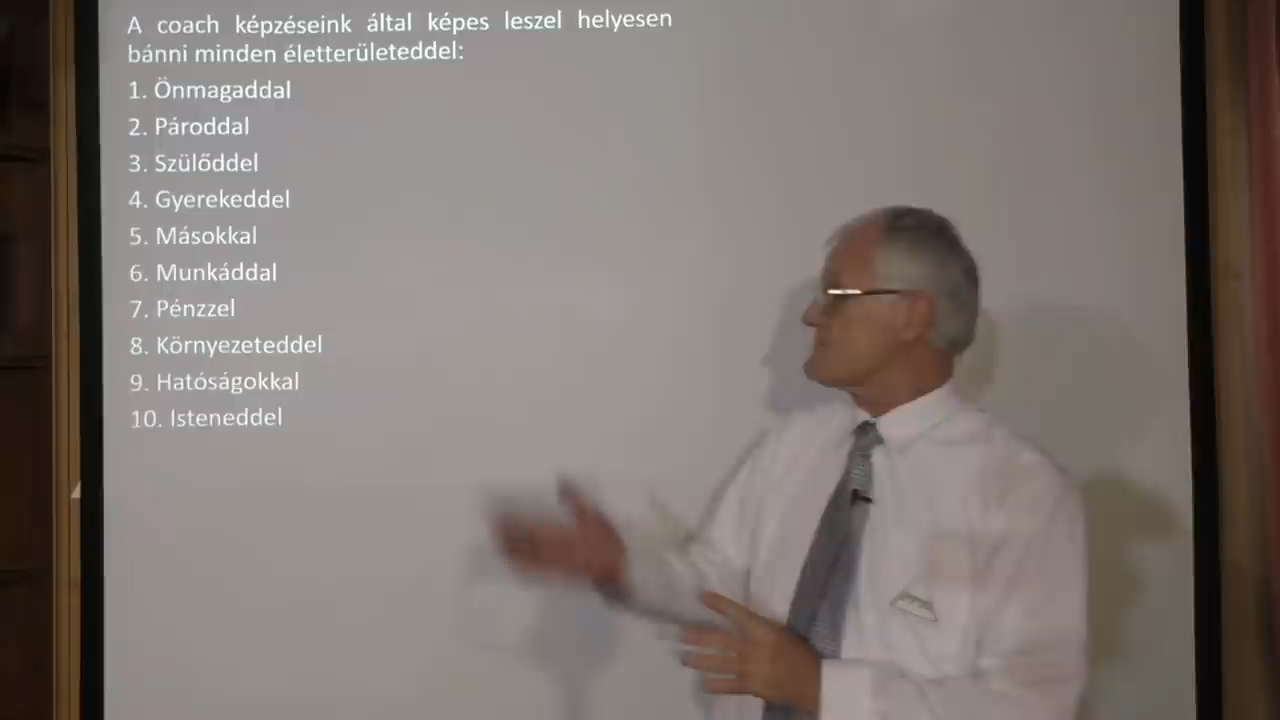 A coach képzéseink által képes leszel helyesen
bánni minden életterületeddel:
1. Önmagaddal
2. Pároddal
3. Szülőddel
4. Gyerekeddel
5. Másokkal
6. Munkáddal
7. Pénzzel
8. Környezeteddel
9. Hatóságokkal
10. Isteneddel